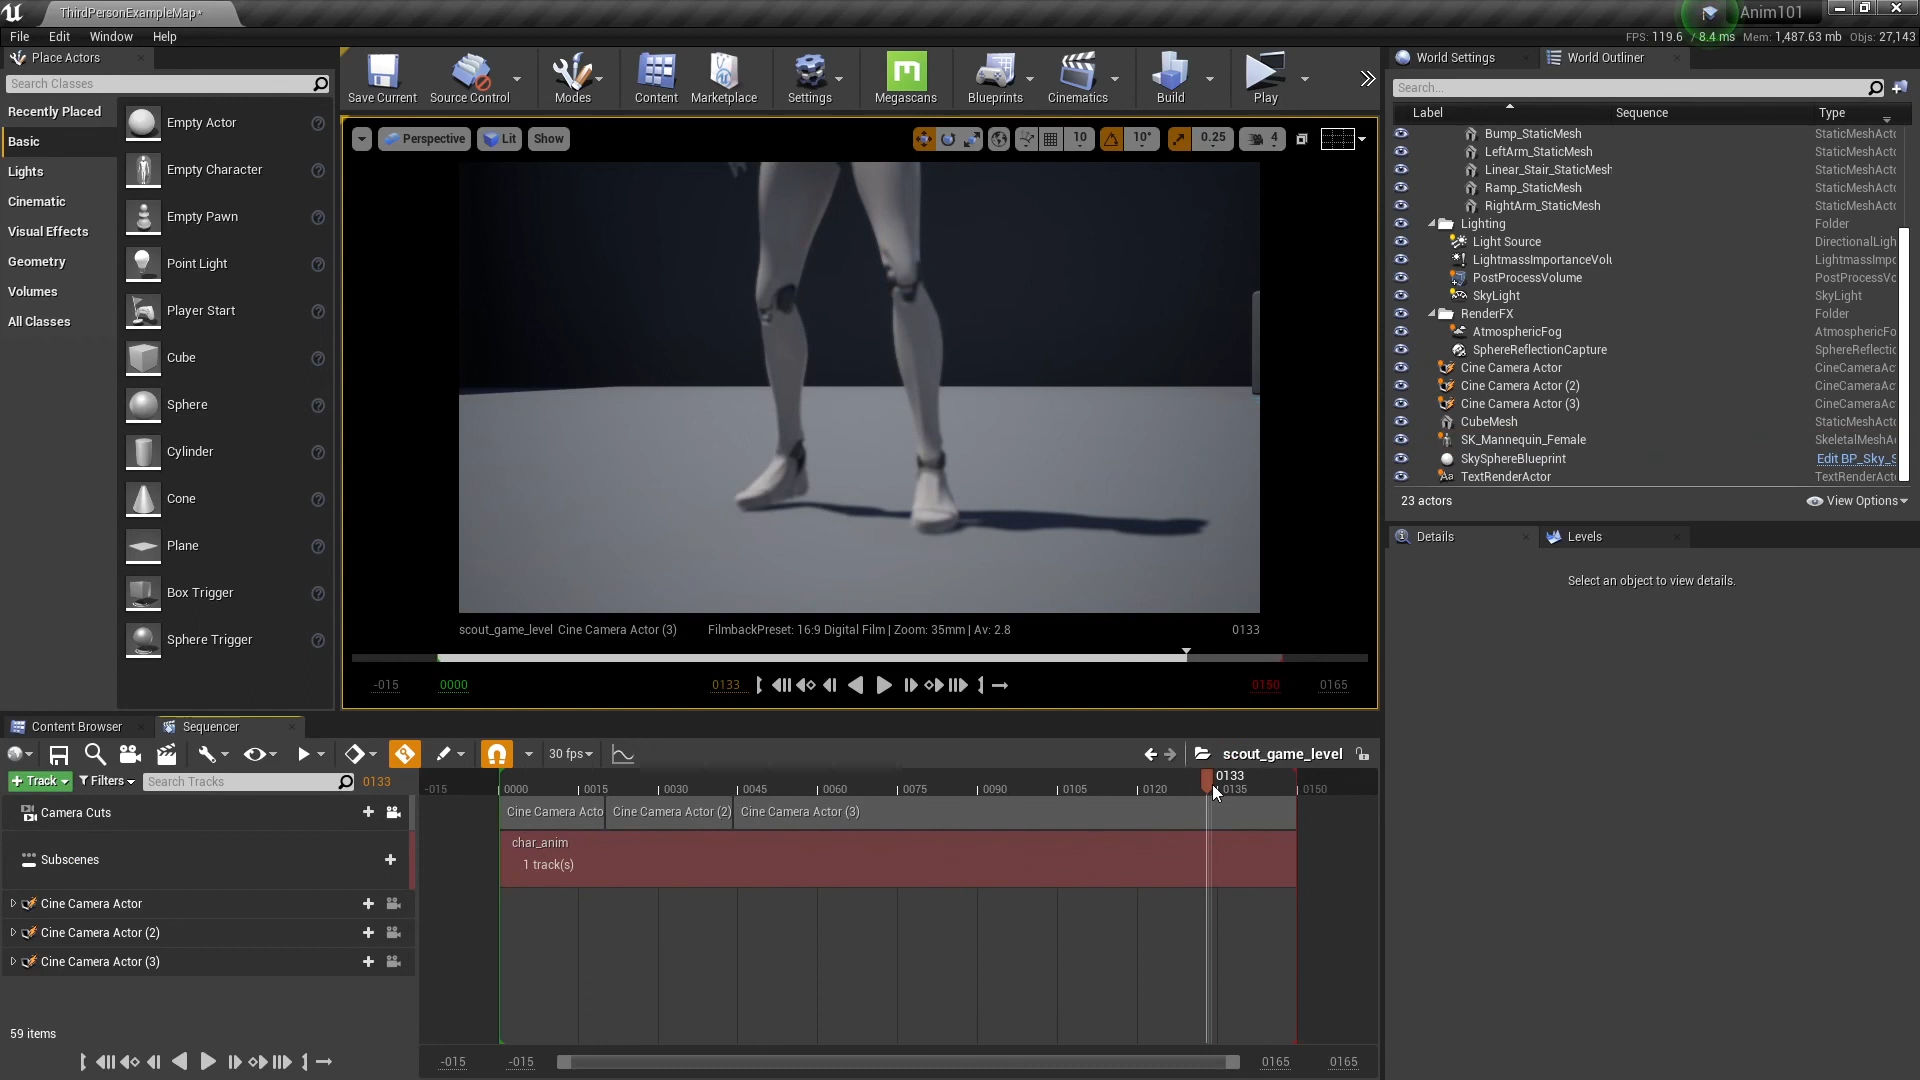 ThirdPersonExampleMap*
Anim101
File Edit Window Help
FPS: 119.6 / 8.4 ms Mem: 1,487.63 mb Objs: 27,143
Place Actors
Search Classes
Recently Placed
Basic
Lights
Cinematic
Visual Effects
Geometry
Volumes
All Classes
Empty Actor
Empty Character
Empty Pawn
Point Light
Player Start
Cube
Sphere
Cylinder
Cone
Plane
Box Trigger
Sphere Trigger
Save Current
Source Control
Modes
Content
Marketplace
Settings
Megascans
Blueprints
Cinematics
Build
Play
Perspective Lit Show 10 10° 0.25 4
scout_game_level Cine Camera Actor (3) FilmbackPreset: 16:9 Digital Film | Zoom: 35mm | Av: 2.8 0133
-015 0000 0133 0150 0165
World Settings
World Outliner
Search...
Label Sequence Type
Bump_StaticMesh StaticMeshActo
LeftArm_StaticMesh StaticMeshActo
Linear_Stair_StaticMesh StaticMeshActo
Ramp_StaticMesh StaticMeshActo
RightArm_StaticMesh StaticMeshActo
Lighting Folder
Light Source DirectionalLigh
LightmassImportanceVolu LightmassImpo
PostProcessVolume PostProcessVo
SkyLight SkyLight
RenderFX Folder
AtmosphericFog AtmosphericFo
SphereReflectionCapture SphereReflectio
Cine Camera Actor CineCameraAc
Cine Camera Actor (2) CineCameraAc
Cine Camera Actor (3) CineCameraAc
CubeMesh StaticMeshActo
SK_Mannequin_Female SkeletalMeshA
SkySphereBlueprint Edit BP_Sky_S
TextRenderActor TextRenderActo
23 actors View Options
Details
Levels
Select an object to view details.
Content Browser
Sequencer
30 fps
scout_game_level
Track Filters Search Tracks 0133
Camera Cuts
Subscenes
Cine Camera Actor
Cine Camera Actor (2)
Cine Camera Actor (3)
59 items
0133
-015 0000 0015 0030 0045 0060 0075 0090 0105 0120 0135 0150
Cine Camera Acto Cine Camera Actor (2) Cine Camera Actor (3)
char_anim
1 track(s)
-015 -015 0165 0165